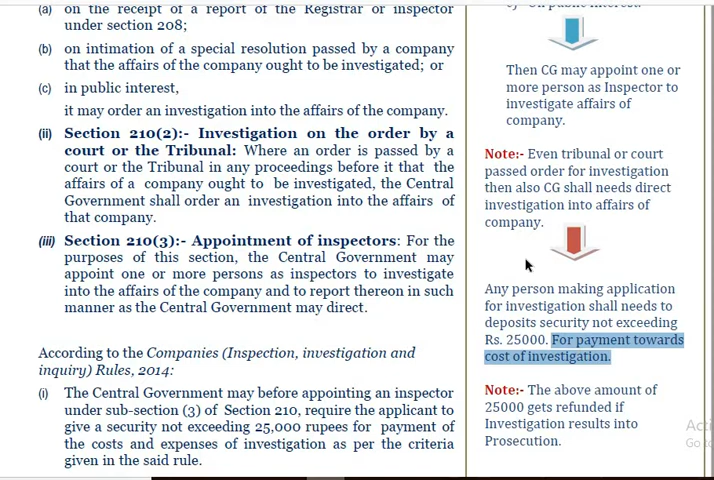 (a) on the receipt of a report of the Registrar or inspector
under section 208;
(b) on intimation of a special resolution passed by a company
that the affairs of the company ought to be investigated; or
(c) in public interest,
it may order an investigation into the affairs of the company.
(ii) Section 210(2):- Investigation on the order by a
court or the Tribunal: Where an order is passed by a
court or the Tribunal in any proceedings before it that the
affairs of a company ought to be investigated, the Central
Government shall order an investigation into the affairs of
that company.
(iii) Section 210(3):- Appointment of inspectors: For the
purposes of this section, the Central Government may
appoint one or more persons as inspectors to investigate
into the affairs of the company and to report thereon in such
manner as the Central Government may direct.
According to the Companies (Inspection, investigation and
inquiry) Rules, 2014:
(i) The Central Government may before appointing an inspector
under sub-section (3) of Section 210, require the applicant to
give a security not exceeding 25,000 rupees for payment of
the costs and expenses of investigation as per the criteria
given in the said rule.
Then CG may appoint one or
more person as Inspector to
investigate affairs of
company.
Note:- Even tribunal or court
passed order for investigation
then also CG shall needs direct
investigation into affairs of
company.
Any person making application
for investigation shall needs to
deposits security not exceeding
Rs. 25000. For payment towards
cost of investigation.
Note:- The above amount of
25000 gets refunded if
Investigation results into
Prosecution.